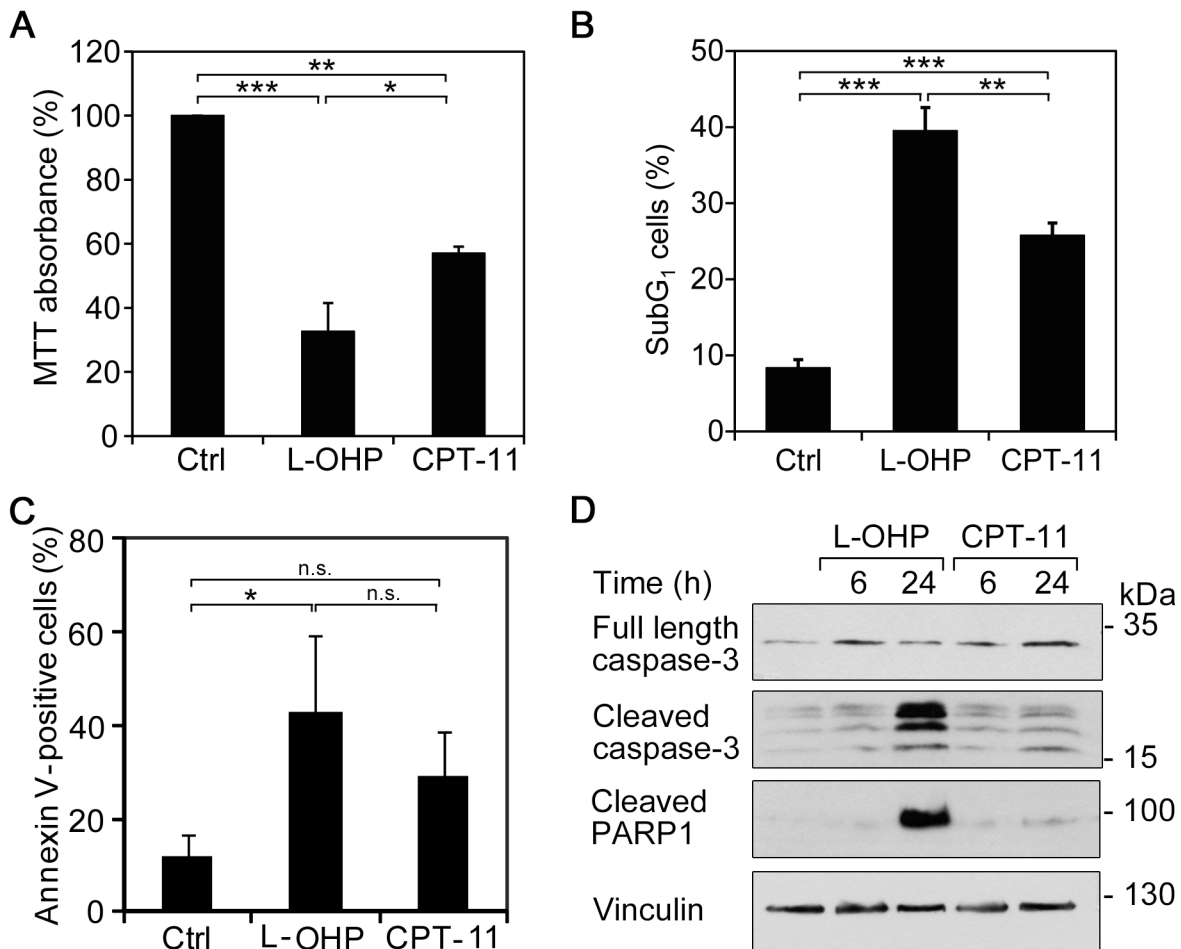 A
120
100
80
60
40
20
0
MTT absorbance (%)
**
*** *
Ctrl L-OHP CPT-11
B
50
40
30
20
10
0
SubG₁ cells (%)
***
*** **
Ctrl L-OHP CPT-11
C
80
60
40
20
0
Annexin V-positive cells (%)
n.s.
* n.s.
Ctrl L-OHP CPT-11
D
L-OHP CPT-11
Time (h) 6 24 6 24 kDa
Full length
caspase-3
- 35
Cleaved
caspase-3
- 15
Cleaved
PARP1
- 100
Vinculin
- 130